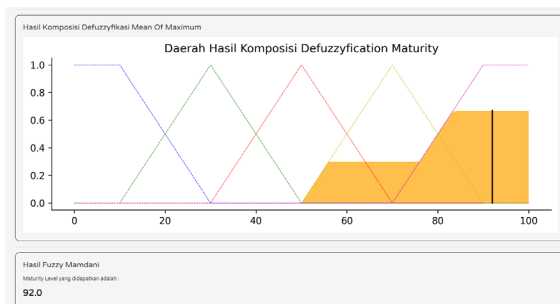 Hasil Komposisi Defuzzyfikasi Mean Of Maximum
Daerah Hasil Komposisi Defuzzyfication Maturity
1.0
0.8
0.6
0.4
0.2
0.0
0 20 40 60 80 100
Hasil Fuzzy Mamdani
Maturity Level yang didapatkan adalah :
92.0